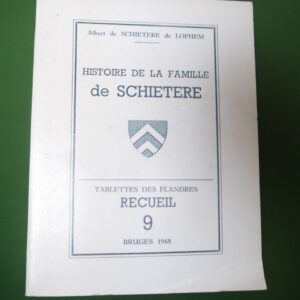 Albert de SCHIETERE de LOPHEM
HISTOIRE DE LA FAMILLE
de SCHIETERE
TABLETTES DES FLANDRES
RECUEIL
9
BRUGES 1968